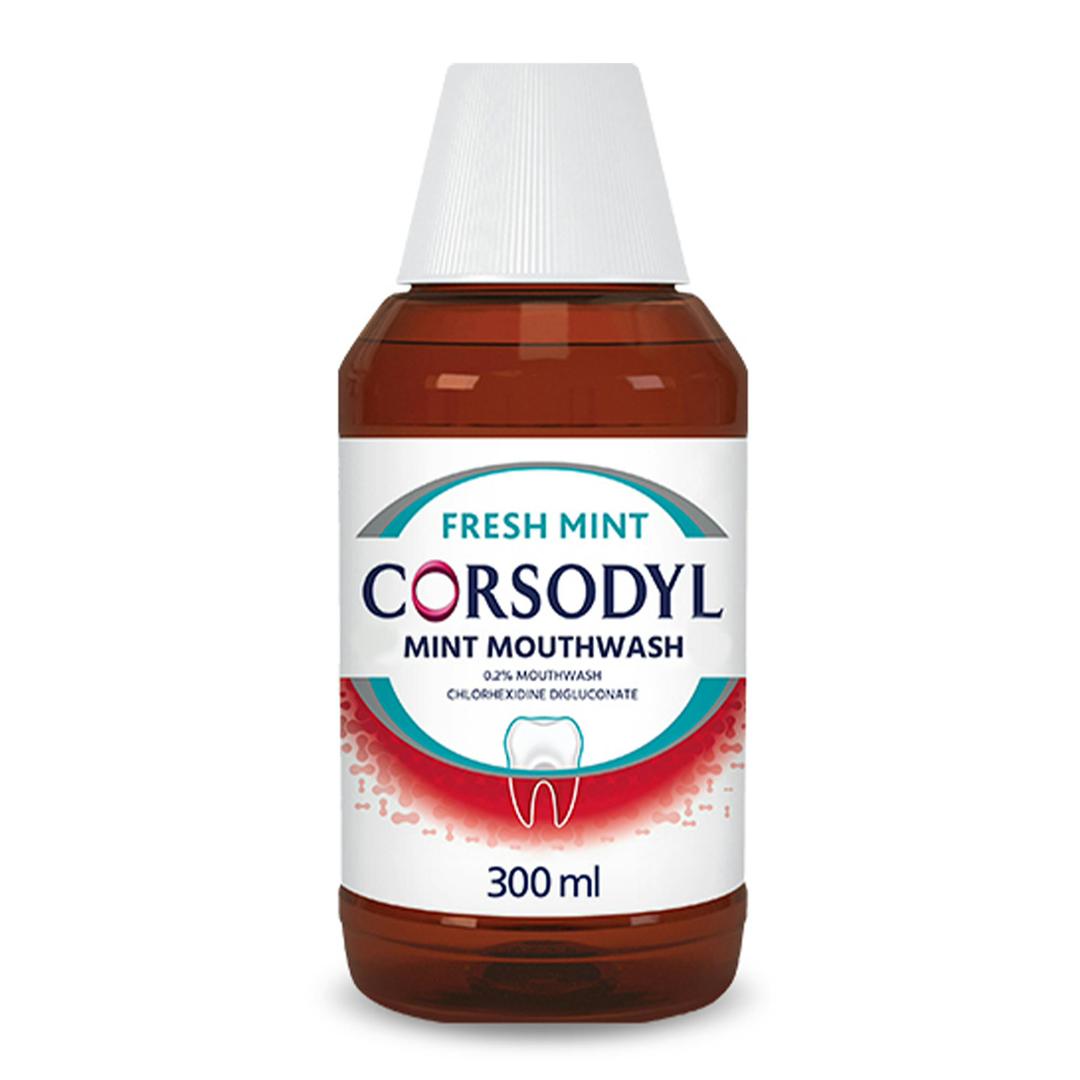 FRESH MINT
CORSODYL
MINT MOUTHWASH
0.2% MOUTHWASH
CHLORHEXIDINE DIGLUCONATE
300 ml